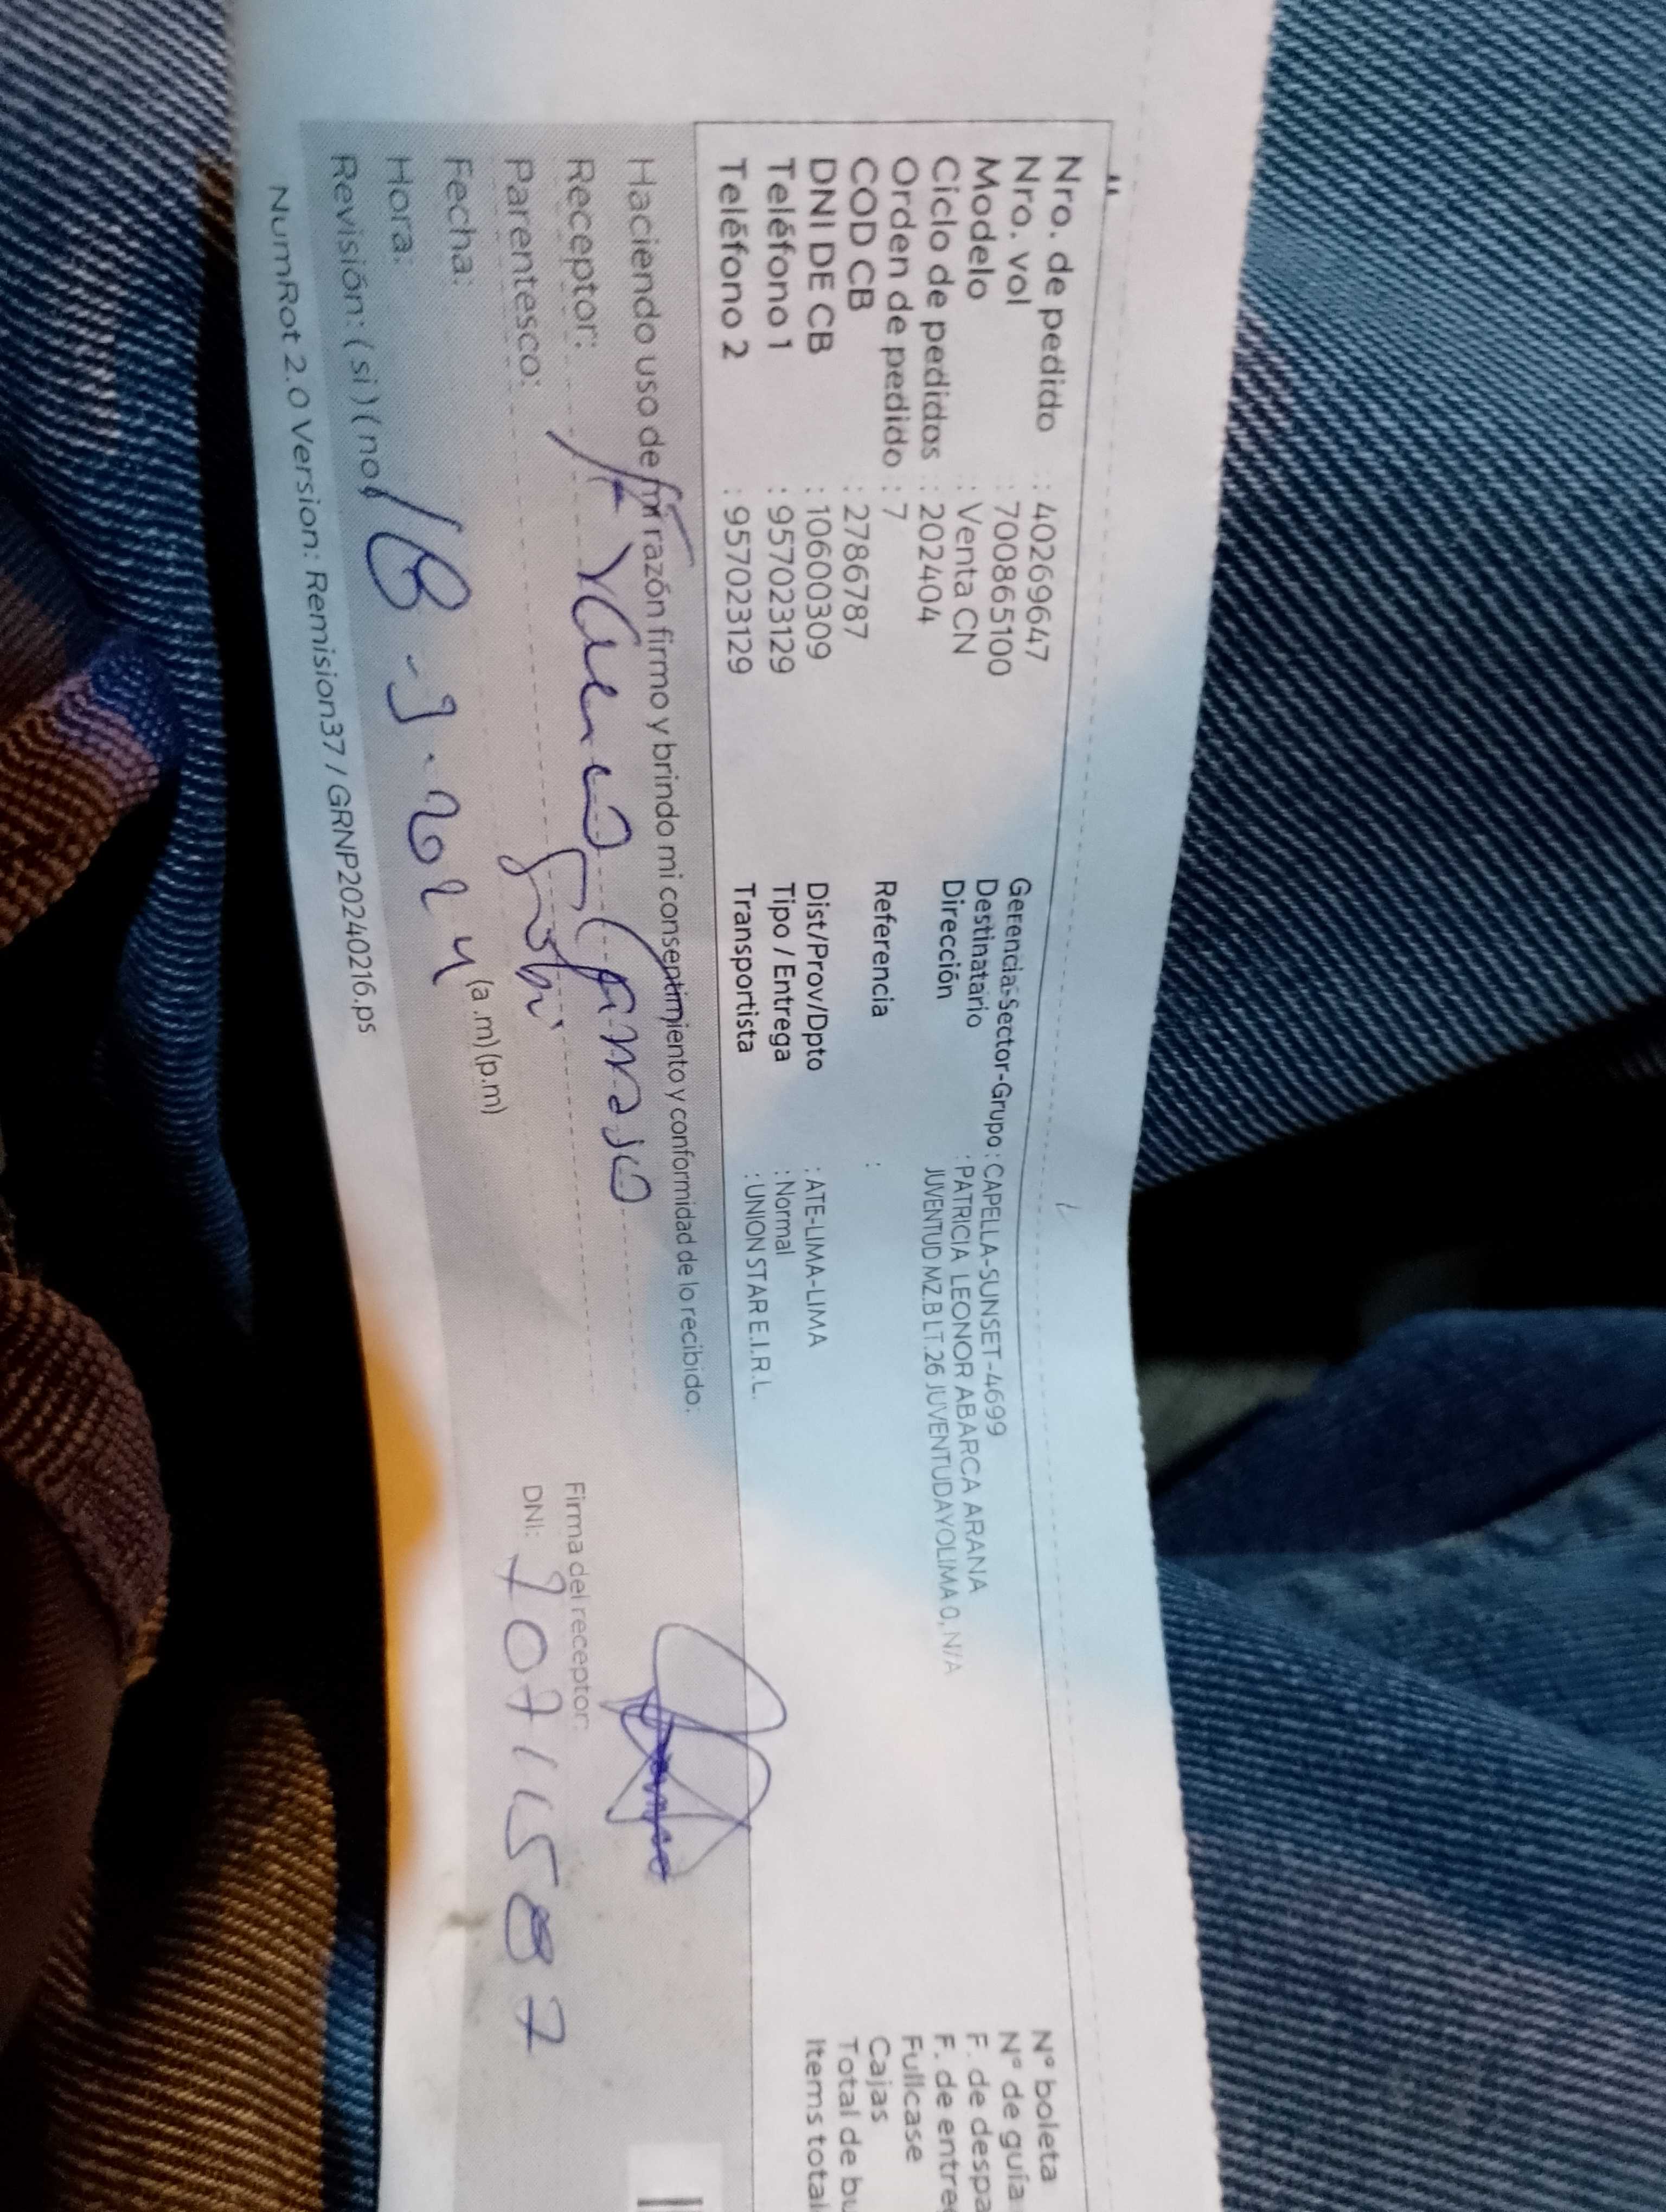 Nro. de pedido : 40269647
Nro. vol : 7008865100
Modelo : Venta CN
Ciclo de pedidos : 202404
Orden de pedido : 7
COD CB : 2786787
DNI DE CB : 10600309
Teléfono 1 : 957023129
Teléfono 2 : 957023129
Gerencia-Sector-Grupo : CAPELLA-SUNSET-4699
Destinatario : PATRICIA LEONOR ABARCA ARANA
Dirección JUVENTUD MZ.B LT.26 JUVENTUDAYOLIMA 0, N/A
Referencia :
Dist/Prov/Dpto : ATE-LIMA-LIMA
Tipo / Entrega : Normal
Transportista : UNION STAR E.I.R.L.
N° boleta
N° de guía
F. de despa
F. de entre
Fullcase
Cajas
Total de bu
Items total
Haciendo uso de mi razón firmo y brindo mi consentimiento y conformidad de lo recibido.
Receptor:
Parentesco:
Fecha: 18-3-2024
Hora: (a.m) (p.m)
Revisión: (si) (no)
Firma del receptor:
DNI: 70711587
NumRot 2.0 Version: Remision37 / GRNP20240216.ps